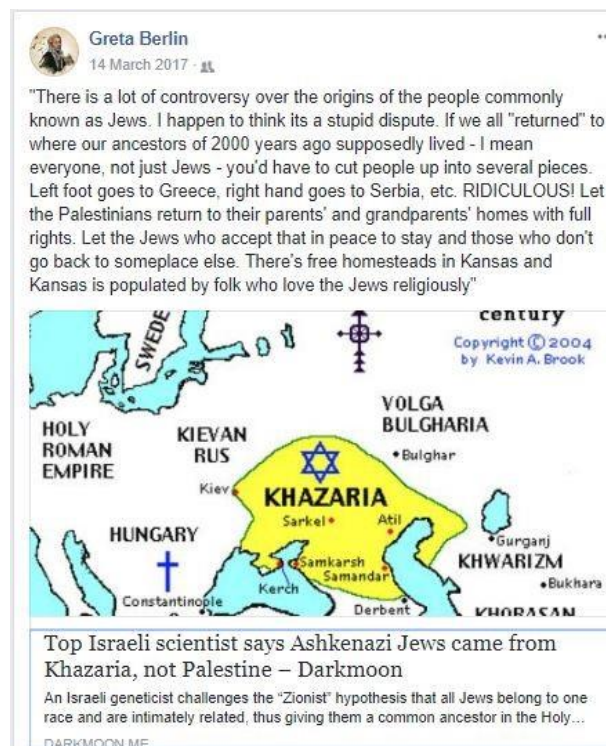 Greta Berlin
14 March 2017 ·
"There is a lot of controversy over the origins of the people commonly
known as Jews. I happen to think its a stupid dispute. If we all "returned" to
where our ancestors of 2000 years ago supposedly lived - I mean
everyone, not just Jews - you'd have to cut people up into several pieces.
Left foot goes to Greece, right hand goes to Serbia, etc. RIDICULOUS! Let
the Palestinians return to their parents' and grandparents' homes with full
rights. Let the Jews who accept that in peace to stay and those who don't
go back to someplace else. There's free homesteads in Kansas and
Kansas is populated by folk who love the Jews religiously"
century
Copyright © 2004
by Kevin A. Brook
SWEDE
HOLY
ROMAN
EMPIRE
KIEVAN
RUS
VOLGA
BULGHARIA
Bulghar
Kiev
KHAZARIA
Sarkel
Atil
HUNGARY
Samkarsh
Samandar
Kerch
Constantinople
Derbent
Gurganj
KHWARIZM
Bukhara
KHORASAN
Top Israeli scientist says Ashkenazi Jews came from
Khazaria, not Palestine – Darkmoon
An Israeli geneticist challenges the "Zionist" hypothesis that all Jews belong to one
race and are intimately related, thus giving them a common ancestor in the Holy…
DARKMOON.ME